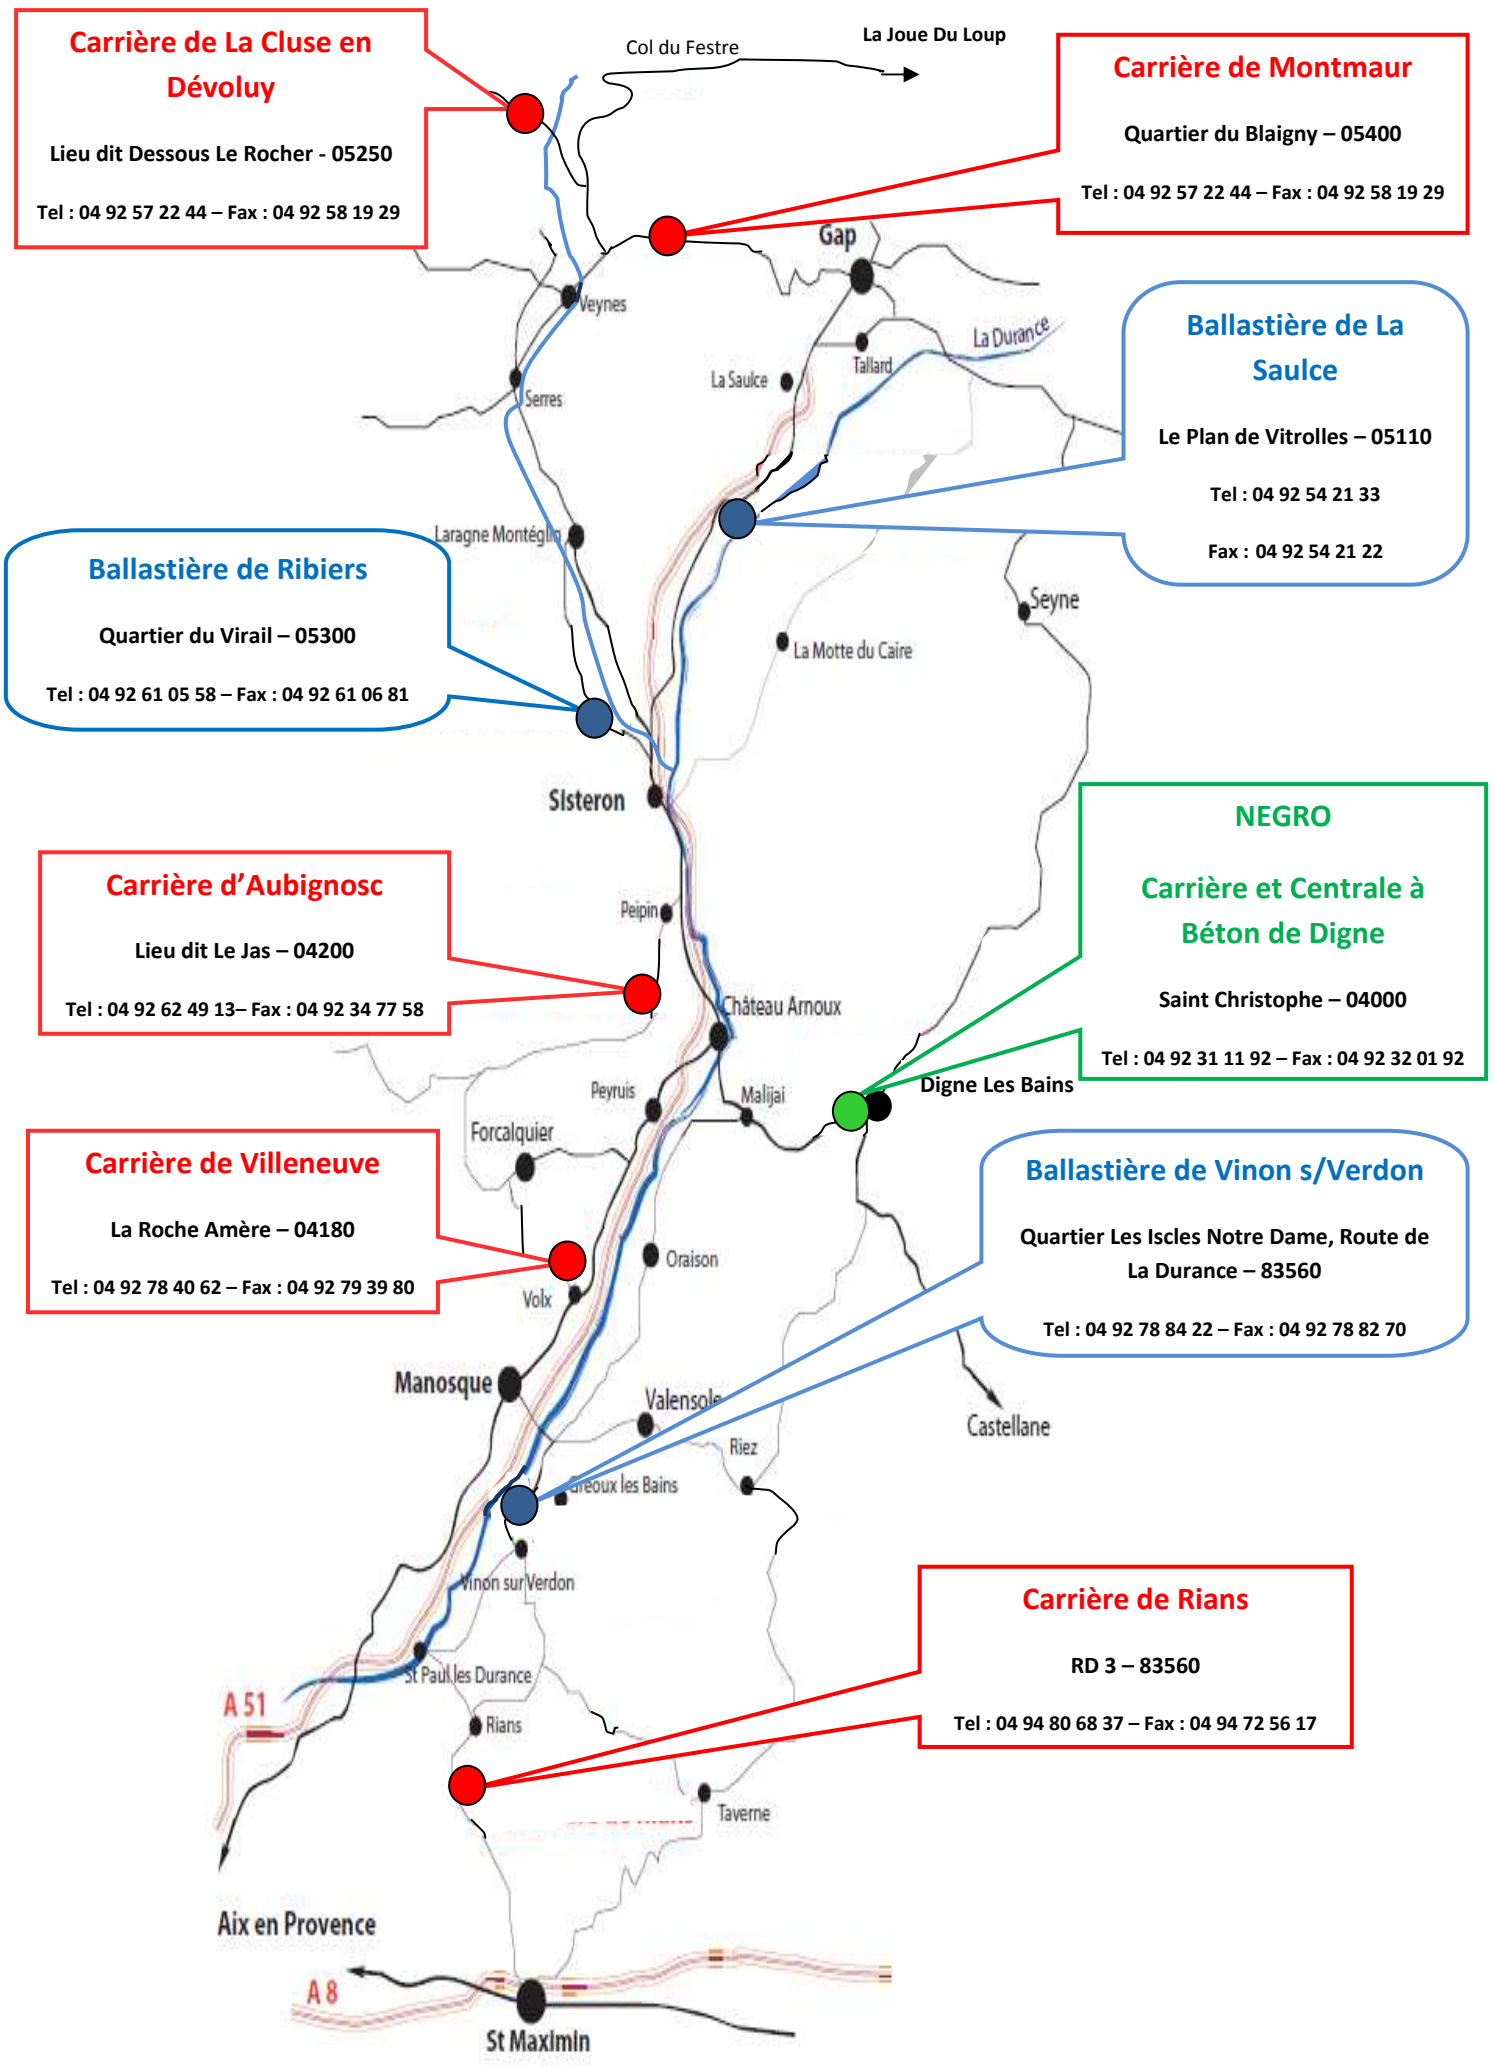 Carrière de La Cluse en
Dévoluy
Lieu dit Dessous Le Rocher - 05250
Tel : 04 92 57 22 44 – Fax : 04 92 58 19 29
Col du Festre
La Joue Du Loup
Carrière de Montmaur
Quartier du Blaigny – 05400
Tel : 04 92 57 22 44 – Fax : 04 92 58 19 29
Gap
Veynes
La Durance
Tallard
La Saulce
Serres
Ballastière de La
Saulce
Le Plan de Vitrolles – 05110
Tel : 04 92 54 21 33
Fax : 04 92 54 21 22
Laragne Montéglin
Ballastière de Ribiers
Quartier du Virail – 05300
Tel : 04 92 61 05 58 – Fax : 04 92 61 06 81
Seyne
La Motte du Caire
Sisteron
NEGRO
Carrière et Centrale à
Béton de Digne
Saint Christophe – 04000
Tel : 04 92 31 11 92 – Fax : 04 92 32 01 92
Carrière d’Aubignosc
Lieu dit Le Jas – 04200
Tel : 04 92 62 49 13– Fax : 04 92 34 77 58
Peipin
Château Arnoux
Digne Les Bains
Peyruis
Malijai
Forcalquier
Carrière de Villeneuve
La Roche Amère – 04180
Tel : 04 92 78 40 62 – Fax : 04 92 79 39 80
Ballastière de Vinon s/Verdon
Quartier Les Iscles Notre Dame, Route de
La Durance – 83560
Tel : 04 92 78 84 22 – Fax : 04 92 78 82 70
Oraison
Volx
Manosque
Valensole
Castellane
Riez
Gréoux les Bains
Vinon sur Verdon
Carrière de Rians
RD 3 – 83560
Tel : 04 94 80 68 37 – Fax : 04 94 72 56 17
St Paul les Durance
A 51
Rians
Taverne
Aix en Provence
A 8
St Maximin